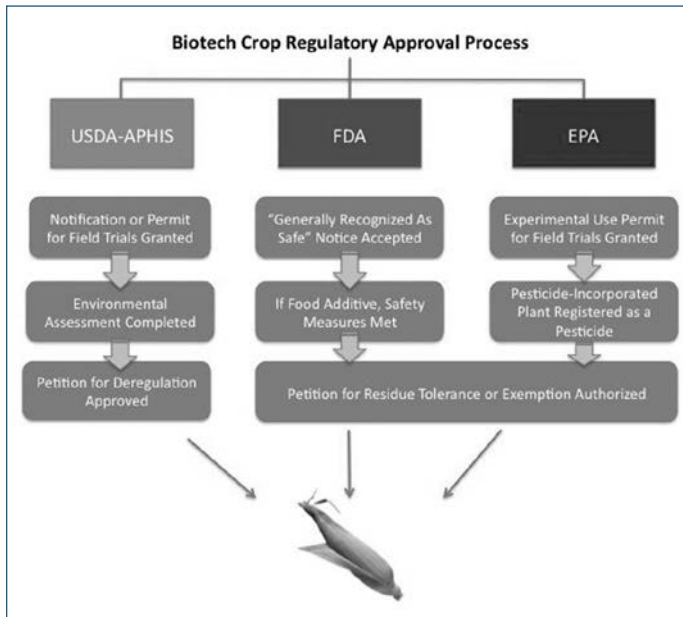 Biotech Crop Regulatory Approval Process
USDA-APHIS
FDA
EPA
Notification or Permit
for Field Trials Granted
"Generally Recognized As
Safe" Notice Accepted
Experimental Use Permit
for Field Trials Granted
Environmental
Assessment Completed
If Food Additive, Safety
Measures Met
Pesticide-Incorporated
Plant Registered as a
Pesticide
Petition for Deregulation
Approved
Petition for Residue Tolerance or Exemption Authorized